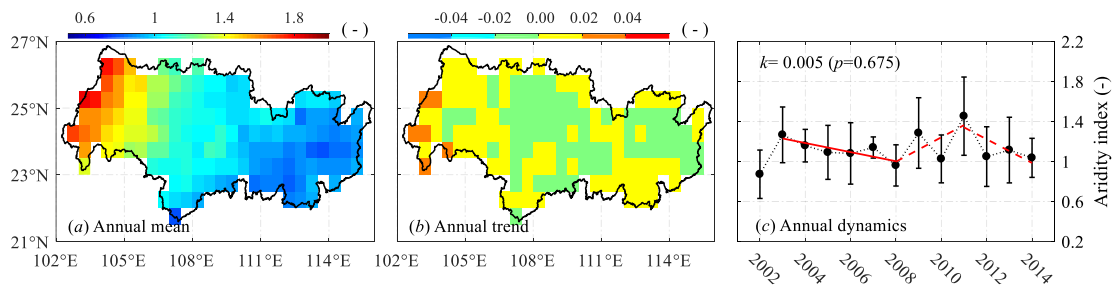 0.6 1 1.4 1.8 (-)
-0.04 -0.02 0.00 0.02 0.04 (-)
27°N
25°N
23°N
21°N
(a) Annual mean
102°E 105°E 108°E 111°E 114°E
(b) Annual trend
102°E 105°E 108°E 111°E 114°E
k= 0.005 (p=0.675)
(c) Annual dynamics
2.2
1.8
1.4
1
0.6
0.2
Aridity index (-)
2002 2004 2006 2008 2010 2012 2014